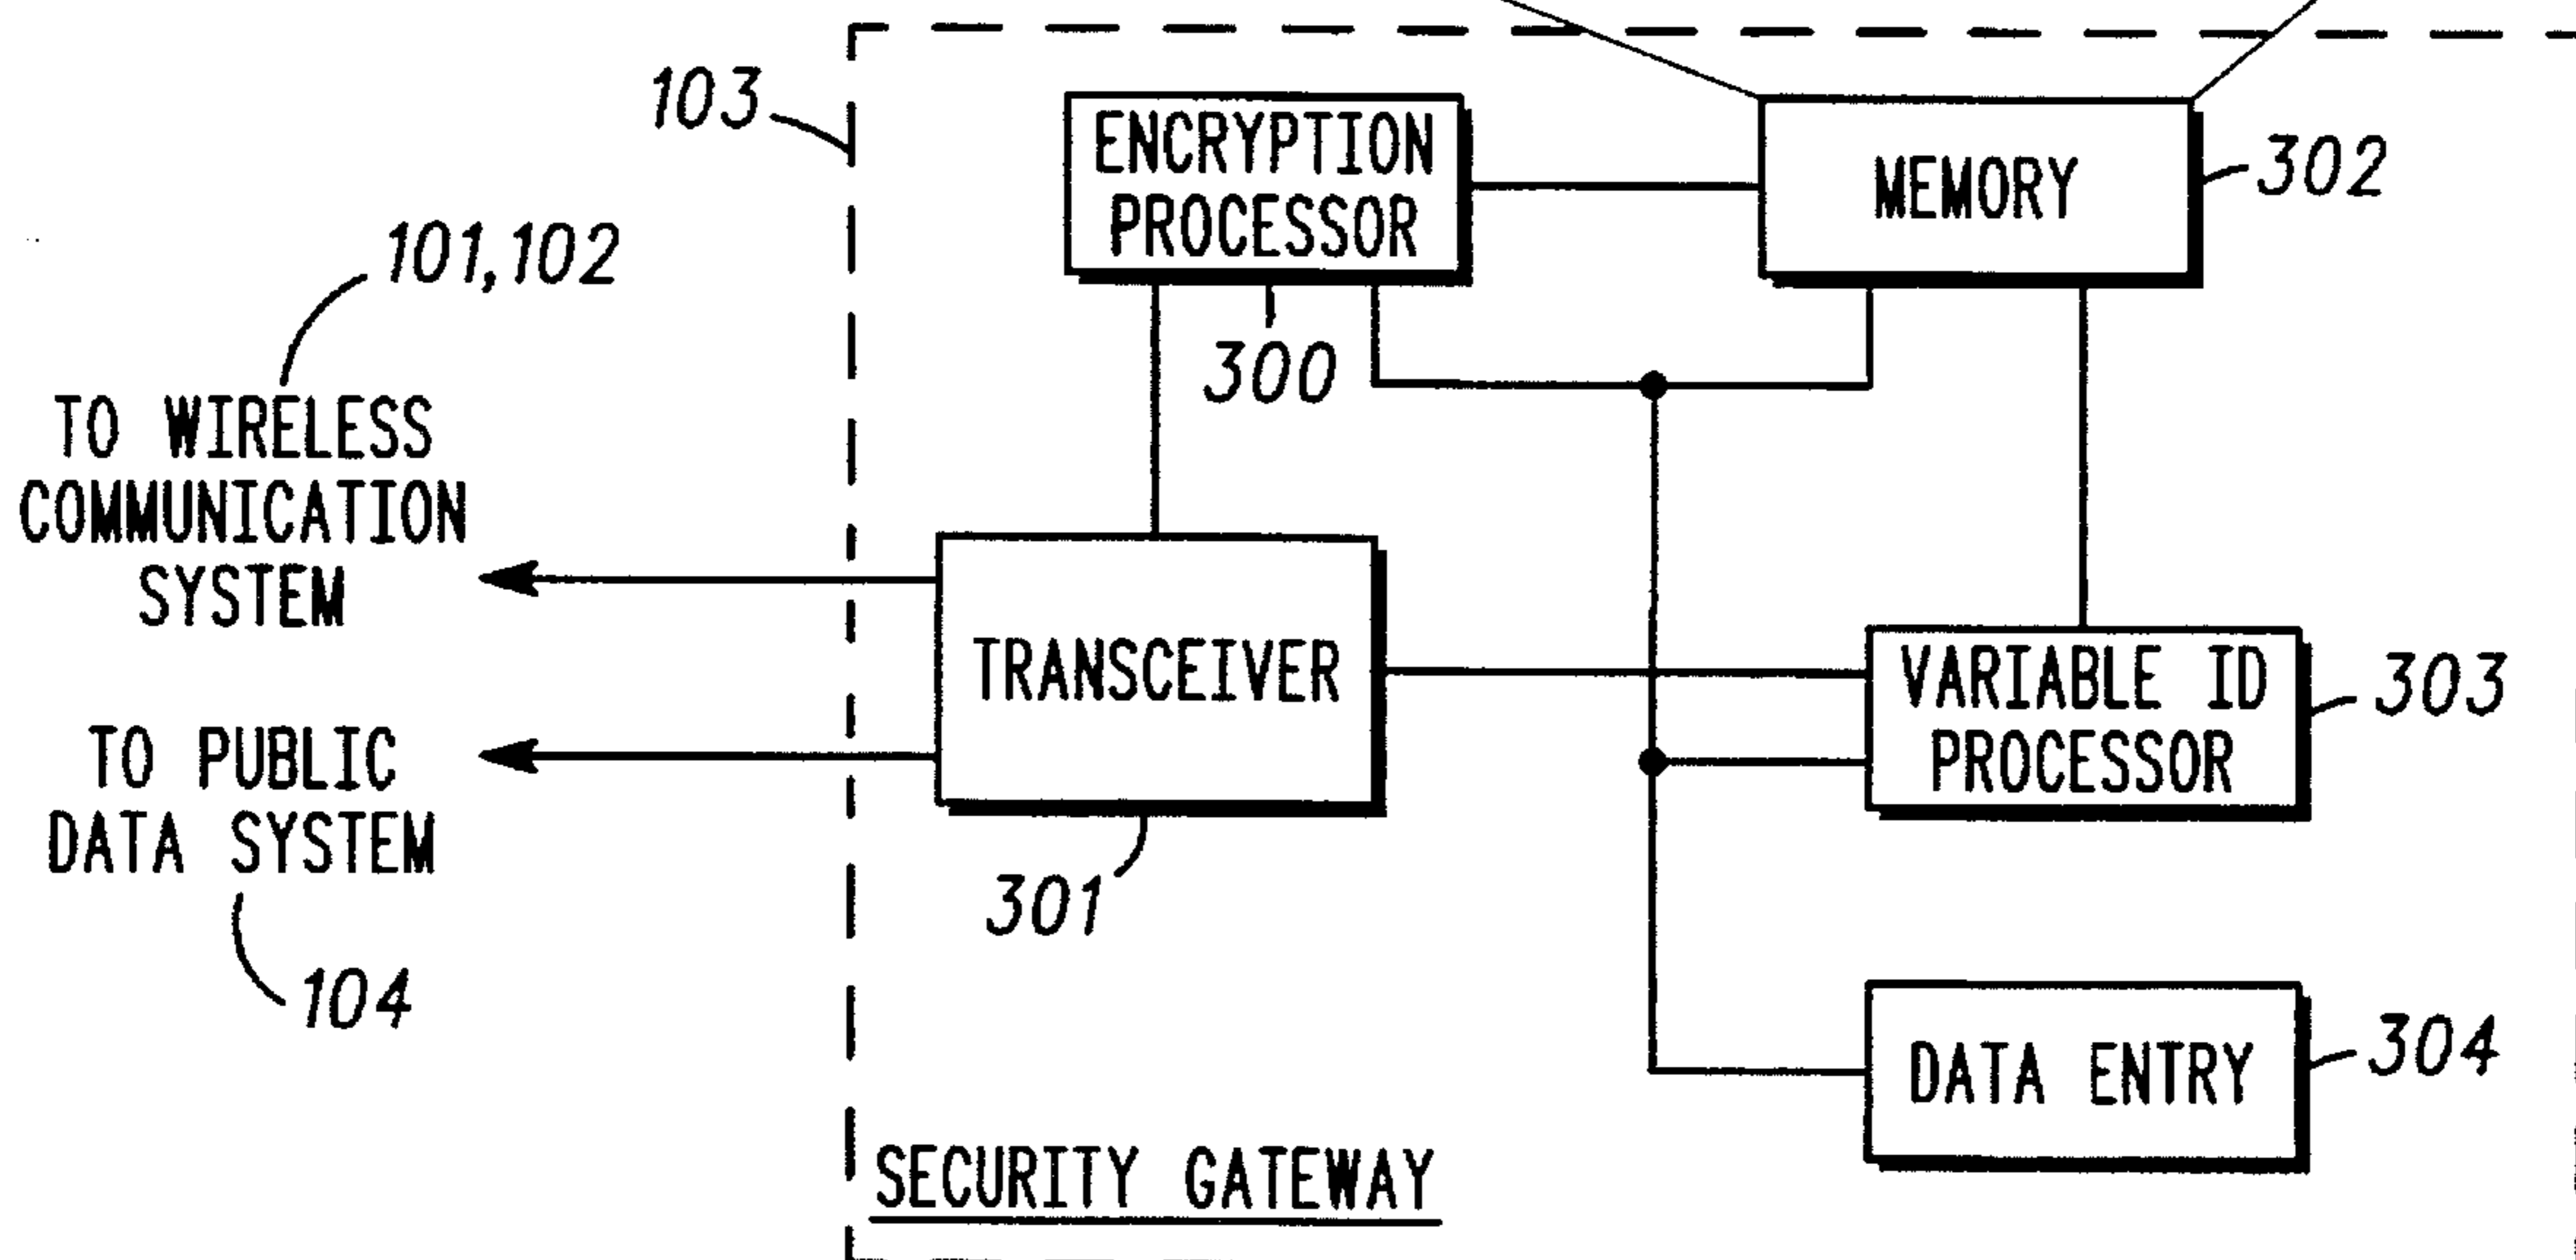 103
ENCRYPTION
PROCESSOR
300
MEMORY
302
101,102
TO WIRELESS
COMMUNICATION
SYSTEM
TRANSCEIVER
301
VARIABLE ID
PROCESSOR
303
TO PUBLIC
DATA SYSTEM
104
DATA ENTRY
304
SECURITY GATEWAY